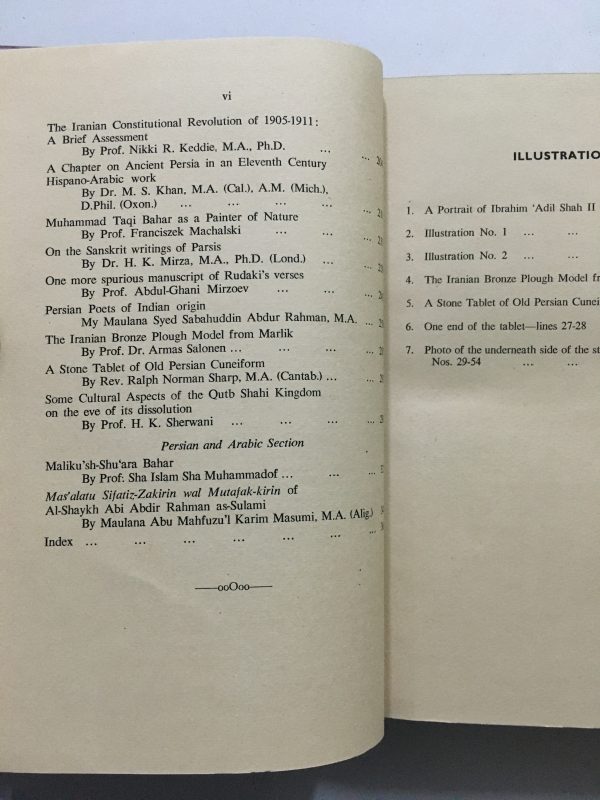 vi
The Iranian Constitutional Revolution of 1905-1911:
A Brief Assessment
By Prof. Nikki R. Keddie, M.A., Ph.D. ...
A Chapter on Ancient Persia in an Eleventh Century
Hispano-Arabic work
By Dr. M. S. Khan, M.A. (Cal.), A.M. (Mich.),
D.Phil. (Oxon.) ... ... ...
Muhammad Taqi Bahar as a Painter of Nature
By Prof. Franciszek Machalski ...
On the Sanskrit writings of Parsis
By Dr. H. K. Mirza, M.A., Ph.D. (Lond.) ...
One more spurious manuscript of Rudaki's verses
By Prof. Abdul-Ghani Mirzoev ... ...
Persian Poets of Indian origin
My Maulana Syed Sabahuddin Abdur Rahman, M.A. ...
The Iranian Bronze Plough Model from Marlik
By Prof. Dr. Armas Salonen ... ... ...
A Stone Tablet of Old Persian Cuneiform
By Rev. Ralph Norman Sharp, M.A. (Cantab.) ... ...
Some Cultural Aspects of the Qutb Shahi Kingdom
on the eve of its dissolution
By Prof. H. K. Sherwani ... ... ... ...
Persian and Arabic Section
Maliku'sh-Shu'ara Bahar
By Prof: Sha Islam Sha Muhammadof ... ...
Mas'alatu Sifatiz-Zakirin wal Mutafak-kirin of
Al-Shaykh Abi Abdir Rahman as-Sulami
By Maulana Abu Mahfuzu'l Karim Masumi, M.A. (Alig.)
Index ... ... ... ... ... ... ...
——ooOoo——
ILLUSTRATIO
1. A Portrait of Ibrahim 'Adil Shah II
2. Illustration No. 1 ... ...
3. Illustration No. 2 ... ...
4. The Iranian Bronze Plough Model fr
5. A Stone Tablet of Old Persian Cunei
6. One end of the tablet—lines 27-28
7. Photo of the underneath side of the st
Nos. 29-54 ... ...